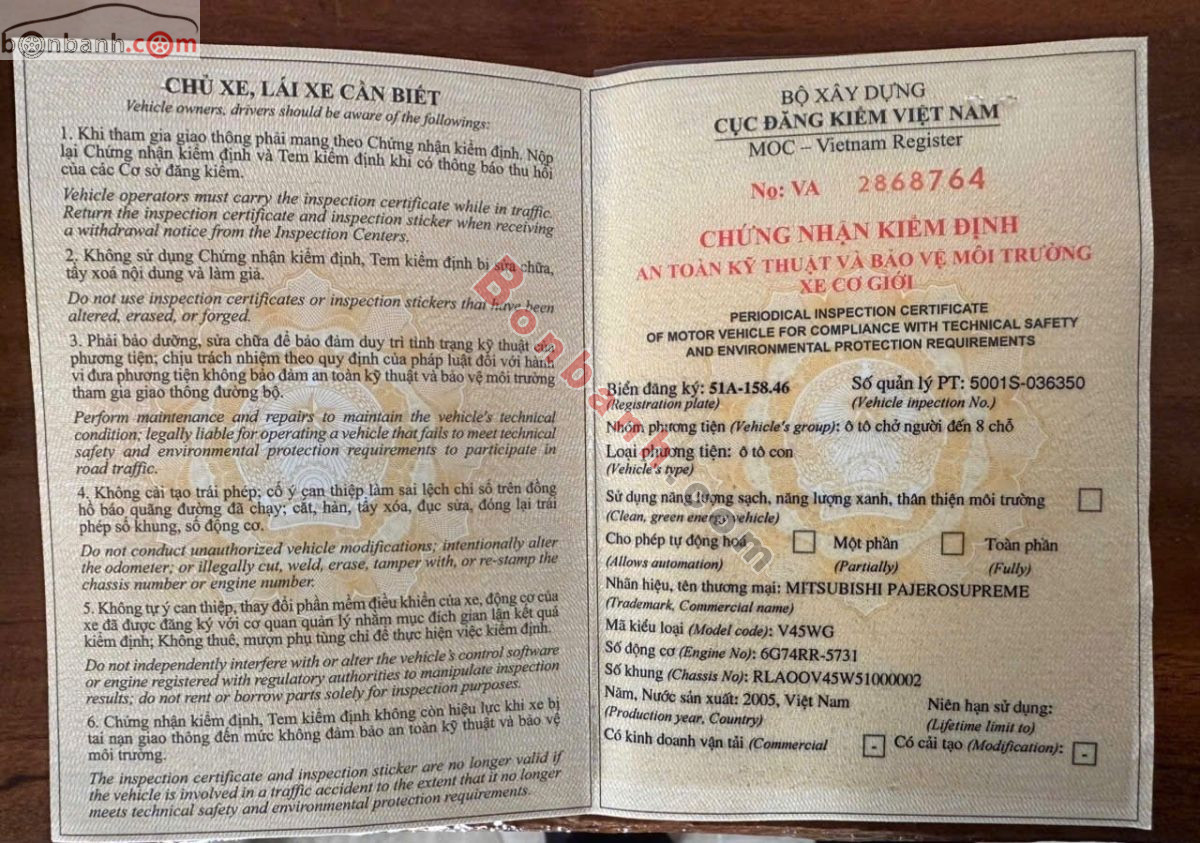 bonbanh.com
CHỦ XE, LÁI XE CẦN BIẾT
Vehicle owners, drivers should be aware of the followings:
1. Khi tham gia giao thông phải mang theo Chứng nhận kiểm định. Nộp
lại Chứng nhận kiểm định và Tem kiểm định khi có thông báo thu hồi
của các Cơ sở đăng kiểm.
Vehicle operators must carry the inspection certificate while in traffic.
Return the inspection certificate and inspection sticker when receiving
a withdrawal notice from the Inspection Centers.
2. Không sử dụng Chứng nhận kiểm định, Tem kiểm định bị sửa chữa,
tẩy xoá nội dung và làm giả.
Do not use inspection certificates or inspection stickers that have been
altered, erased, or forged.
3. Phải bảo dưỡng, sửa chữa để bảo đảm duy trì tình trạng kỹ thuật của
phương tiện; chịu trách nhiệm theo quy định của pháp luật đối với hành
vi đưa phương tiện không bảo đảm an toàn kỹ thuật và bảo vệ môi trường
tham gia giao thông đường bộ.
Perform maintenance and repairs to maintain the vehicle's technical
condition; legally liable for operating a vehicle that fails to meet technical
safety and environmental protection requirements to participate in
road traffic.
4. Không cải tạo trái phép; cố ý can thiệp làm sai lệch chỉ số trên đồng
hồ báo quãng đường đã chạy; cắt, hàn, tẩy xóa, đục sửa, đóng lại trái
phép số khung, số động cơ.
Do not conduct unauthorized vehicle modifications; intentionally alter
the odometer; or illegally cut, weld, erase, tamper with, or re-stamp the
chassis number or engine number.
5. Không tự ý can thiệp, thay đổi phần mềm điều khiển của xe, động cơ của
xe đã được đăng ký với cơ quan quản lý nhằm mục đích gian lận kết quả
kiểm định; Không thuê, mượn phụ tùng chỉ để thực hiện việc kiểm định.
Do not independently interfere with or alter the vehicle's control software
or engine registered with regulatory authorities to manipulate inspection
results; do not rent or borrow parts solely for inspection purposes.
6. Chứng nhận kiểm định, Tem kiểm định không còn hiệu lực khi xe bị
tai nạn giao thông đến mức không đảm bảo an toàn kỹ thuật và bảo vệ
môi trường.
The inspection certificate and inspection sticker are no longer valid if
the vehicle is involved in a traffic accident to the extent that it no longer
meets technical safety and environmental protection requirements.
BỘ XÂY DỰNG
CỤC ĐĂNG KIỂM VIỆT NAM
MOC – Vietnam Register
No: VA 2868764
CHỨNG NHẬN KIỂM ĐỊNH
AN TOÀN KỸ THUẬT VÀ BẢO VỆ MÔI TRƯỜNG
XE CƠ GIỚI
PERIODICAL INSPECTION CERTIFICATE
OF MOTOR VEHICLE FOR COMPLIANCE WITH TECHNICAL SAFETY
AND ENVIRONMENTAL PROTECTION REQUIREMENTS
Biển đăng ký: 51A-158.46 Số quản lý PT: 5001S-036350
(Registration plate) (Vehicle inpection No.)
Nhóm phương tiện (Vehicle's group): ô tô chở người đến 8 chỗ
Loại phương tiện: ô tô con
(Vehicle's type)
Sử dụng năng lượng sạch, năng lượng xanh, thân thiện môi trường
(Clean, green energy vehicle)
Cho phép tự động hoá Một phần Toàn phần
(Allows automation) (Partially) (Fully)
Nhãn hiệu, tên thương mại: MITSUBISHI PAJEROSUPREME
(Trademark, Commercial name)
Mã kiểu loại (Model code): V45WG
Số động cơ (Engine No): 6G74RR-5731
Số khung (Chassis No): RLAOOV45W51000002
Năm, Nước sản xuất: 2005, Việt Nam Niên hạn sử dụng:
(Production year, Country) (Lifetime limit to)
Có kinh doanh vận tải (Commercial - Có cải tạo (Modification): -
Bonbanh.com